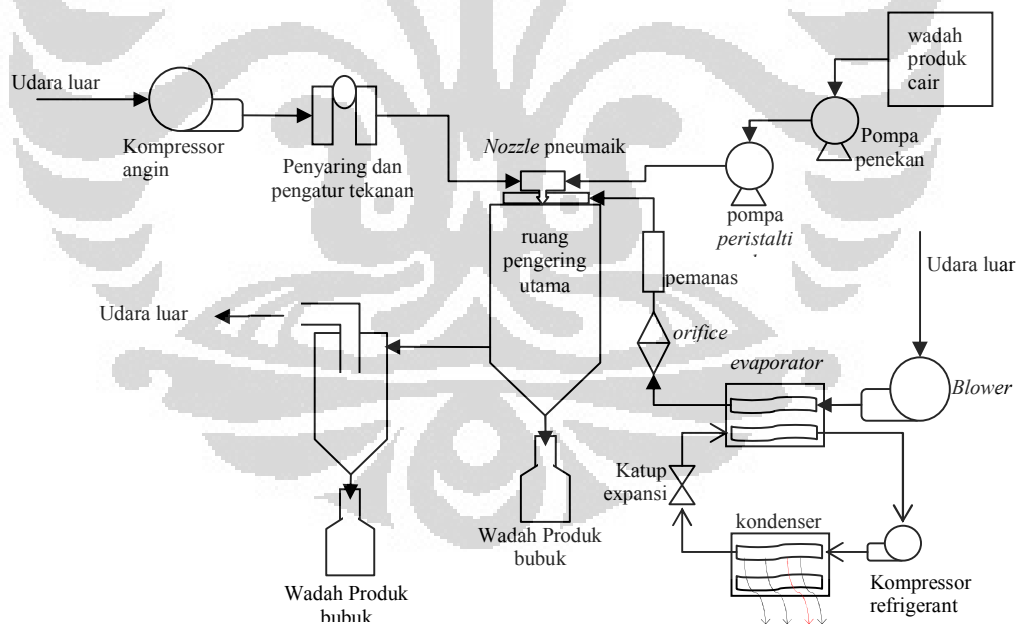 wadah
produk
cair
Udara luar
Kompressor
angin
Penyaring dan
pengatur tekanan
Nozzle pneumaik
Pompa
penekan
pompa
peristalti
.
ruang
pengering
utama
pemanas
Udara luar
Udara luar
orifice
evaporator
Blower
Katup
expansi
Wadah Produk
bubuk
kondenser
Kompressor
refrigerant
Wadah Produk
bubuk